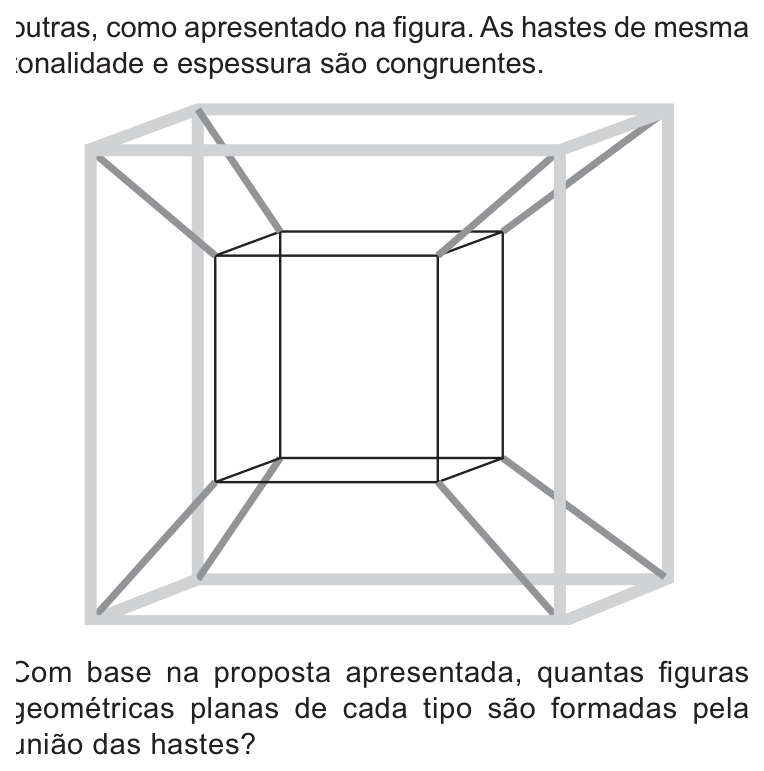 outras, como apresentado na figura. As hastes de mesma
tonalidade e espessura são congruentes.
Com base na proposta apresentada, quantas figuras
geométricas planas de cada tipo são formadas pela
união das hastes?